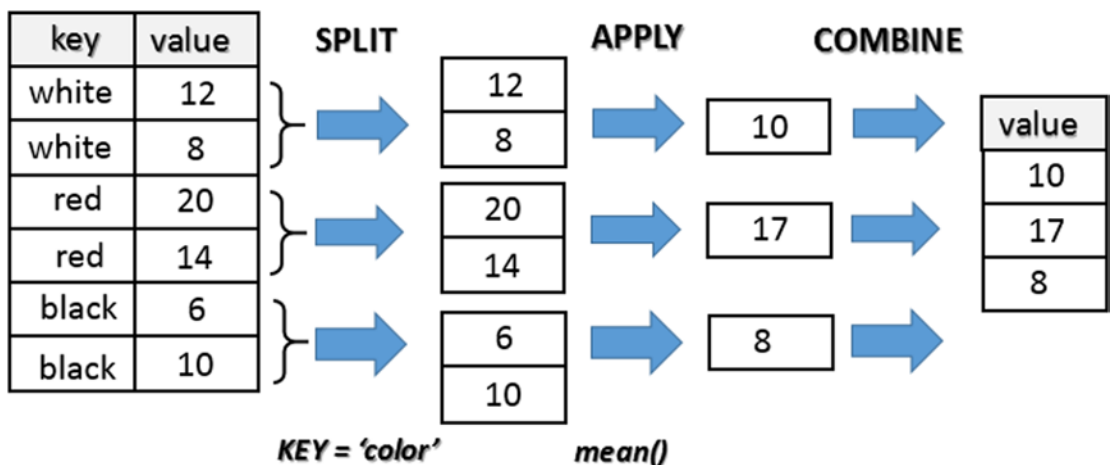 key value
white 12
white 8
red 20
red 14
black 6
black 10
SPLIT
12
8
20
14
6
10
KEY = ‘color’
APPLY
10
17
8
mean()
COMBINE
value
10
17
8